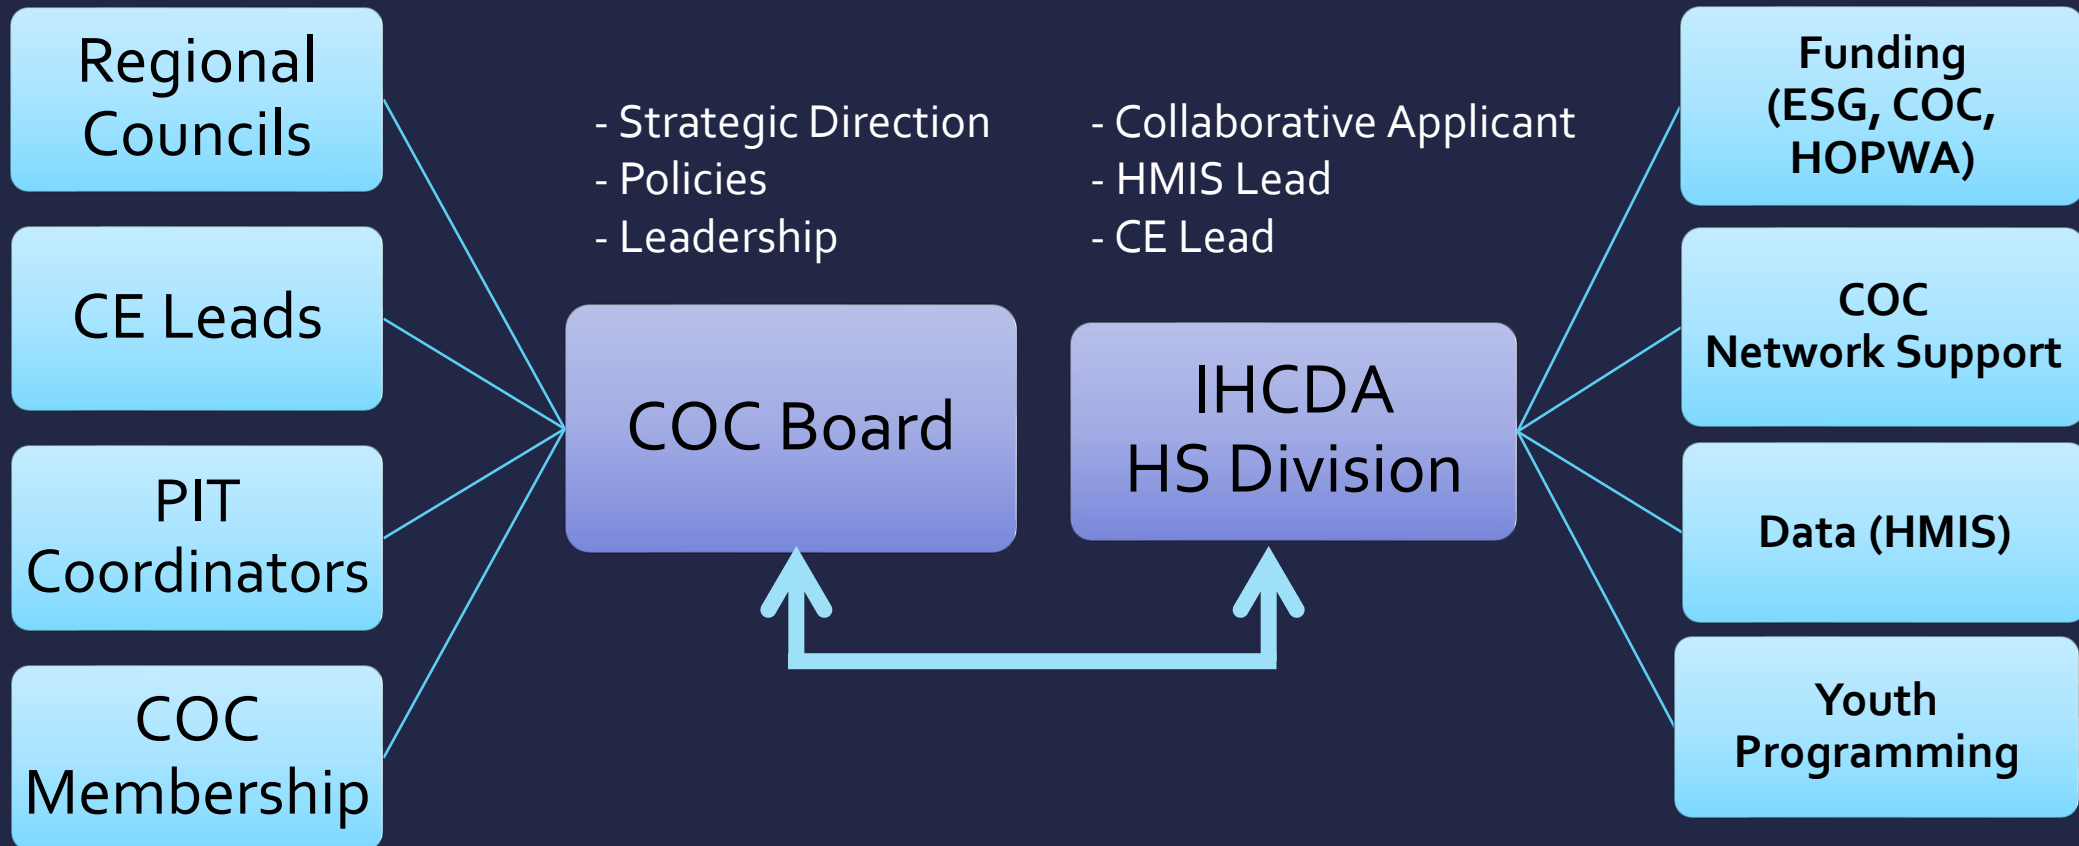 Regional
Councils
CE Leads
PIT
Coordinators
COC
Membership
- Strategic Direction
- Policies
- Leadership
COC Board
- Collaborative Applicant
- HMIS Lead
- CE Lead
IHCDA
HS Division
Funding
(ESG, COC,
HOPWA)
COC
Network Support
Data (HMIS)
Youth
Programming